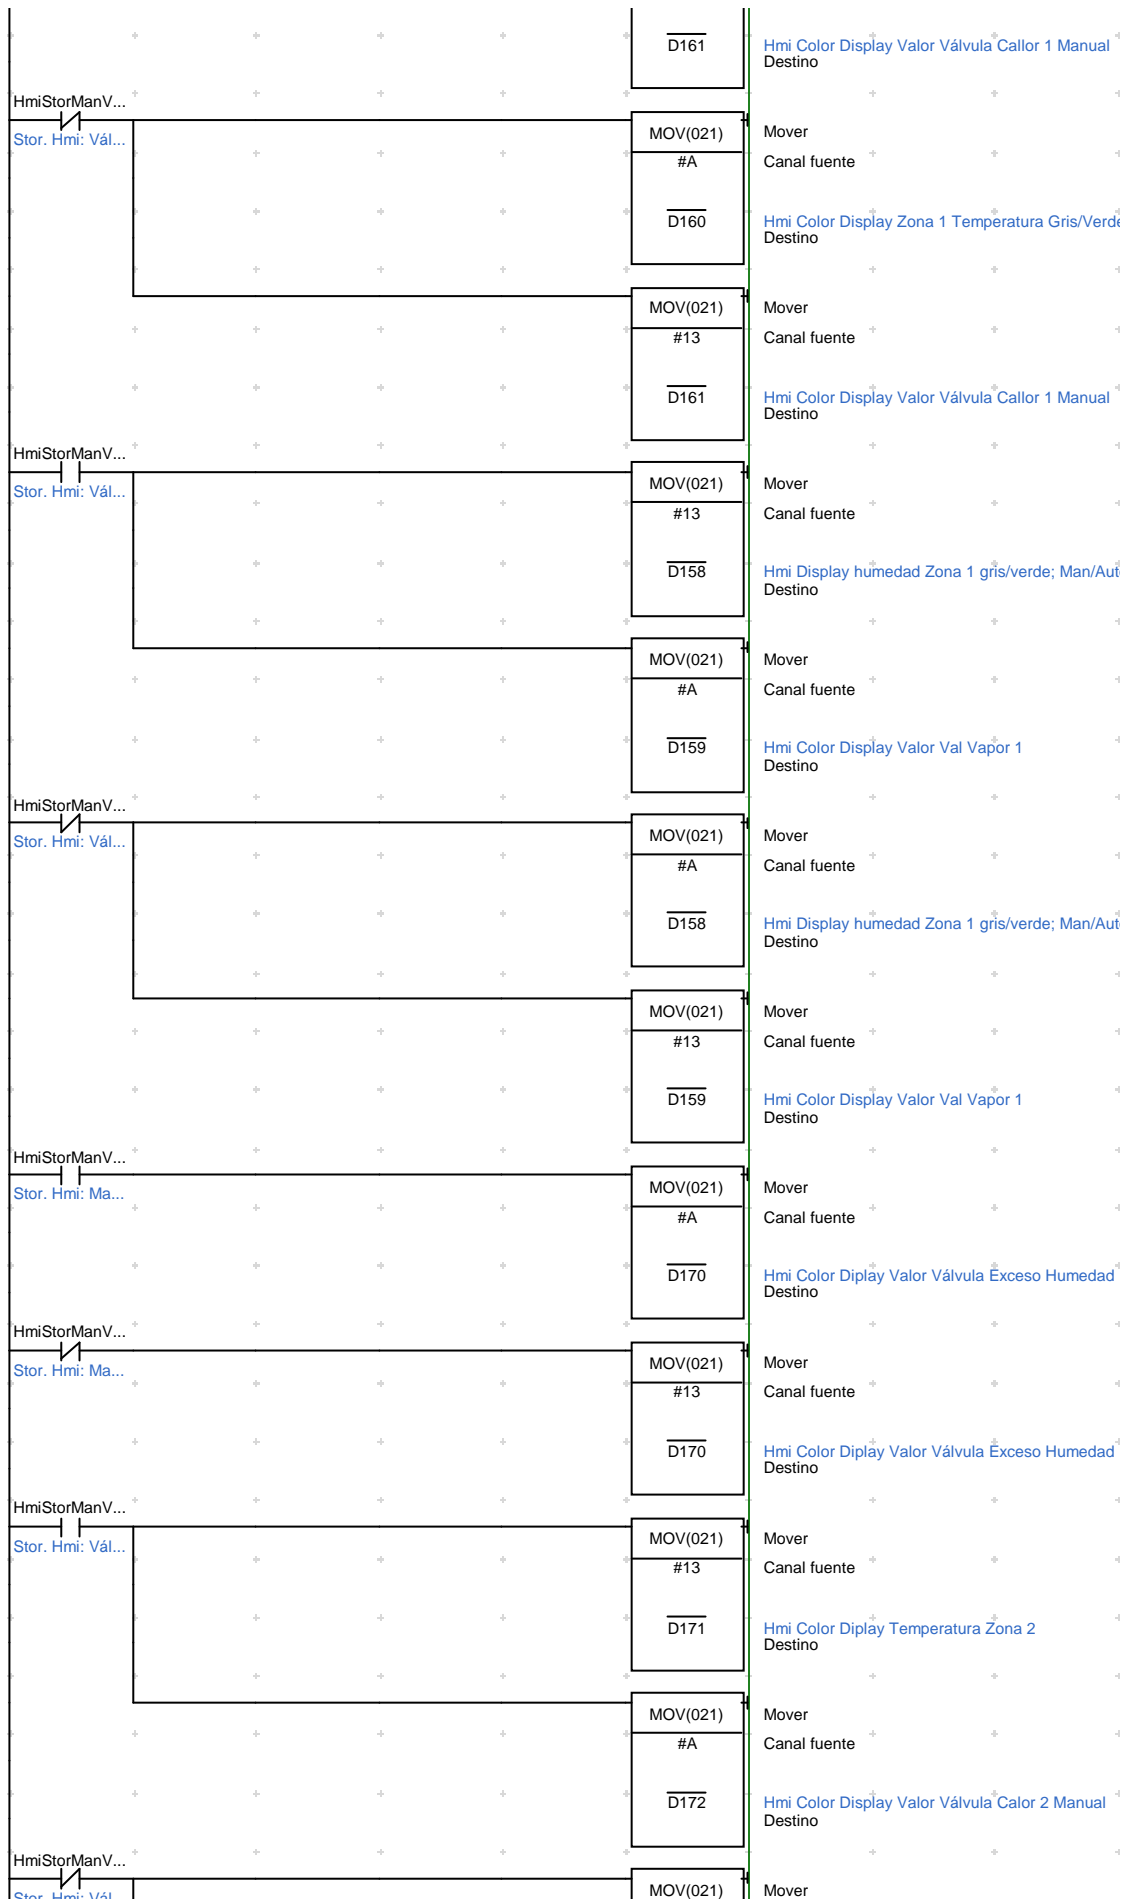 D161
Hmi Color Display Valor Válvula Callor 1 Manual
Destino
HmiStorManV...
Stor. Hmi: Vál...
MOV(021)
Mover
#A
Canal fuente
D160
Hmi Color Display Zona 1 Temperatura Gris/Verde
Destino
MOV(021)
Mover
#13
Canal fuente
D161
Hmi Color Display Valor Válvula Callor 1 Manual
Destino
HmiStorManV...
Stor. Hmi: Vál...
MOV(021)
Mover
#13
Canal fuente
D158
Hmi Display humedad Zona 1 gris/verde; Man/Aut
Destino
MOV(021)
Mover
#A
Canal fuente
D159
Hmi Color Display Valor Val Vapor 1
Destino
HmiStorManV...
Stor. Hmi: Vál...
MOV(021)
Mover
#A
Canal fuente
D158
Hmi Display humedad Zona 1 gris/verde; Man/Aut
Destino
MOV(021)
Mover
#13
Canal fuente
D159
Hmi Color Display Valor Val Vapor 1
Destino
HmiStorManV...
Stor. Hmi: Ma...
MOV(021)
Mover
#A
Canal fuente
D170
Hmi Color Diplay Valor Válvula Exceso Humedad
Destino
HmiStorManV...
Stor. Hmi: Ma...
MOV(021)
Mover
#13
Canal fuente
D170
Hmi Color Diplay Valor Válvula Exceso Humedad
Destino
HmiStorManV...
Stor. Hmi: Vál...
MOV(021)
Mover
#13
Canal fuente
D171
Hmi Color Diplay Temperatura Zona 2
Destino
MOV(021)
Mover
#A
Canal fuente
D172
Hmi Color Display Valor Válvula Calor 2 Manual
Destino
HmiStorManV...
Stor. Hmi: Vál...
MOV(021)
Mover